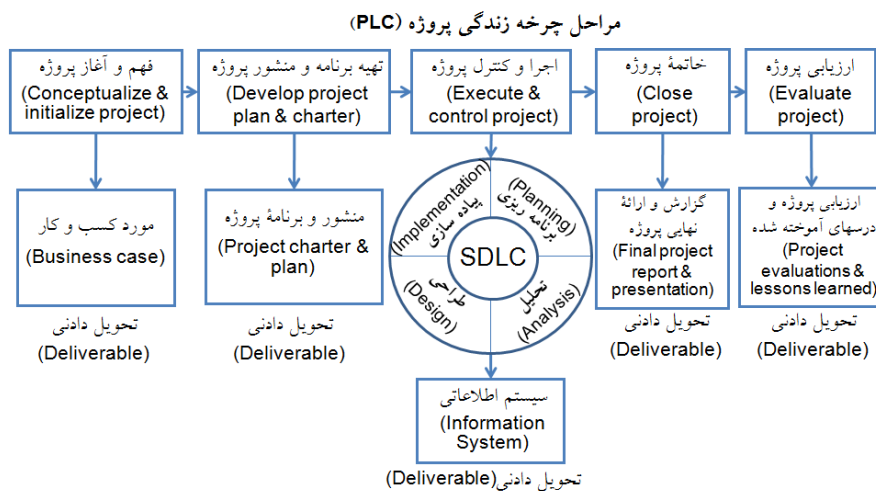 مراحل چرخه زندگی پروژه (PLC)
فهم و آغاز پروژه
(Conceptualize &
initialize project)
تهیه برنامه و منشور پروژه
(Develop project
plan & charter)
اجرا و کنترل پروژه
(Execute &
control project)
خاتمۀ پروژه
(Close
project)
ارزیابی پروژه
(Evaluate
project)
مورد کسب و کار
(Business case)
تحویل دادنی
(Deliverable)
منشور و برنامۀ پروژه
(Project charter &
plan)
تحویل دادنی
(Deliverable)
(Implementation)
پیاده سازی
(Planning)
برنامه ریزی
SDLC
طراحی
(Design)
تحلیل
(Analysis)
سیستم اطلاعاتی
(Information
System)
تحویل دادنی(Deliverable)
گزارش و ارائۀ
نهایی پروژه
(Final project
report &
presentation)
تحویل دادنی
(Deliverable)
ارزیابی پروژه و
درسهای آموخته شده
(Project
evaluations &
lessons learned)
تحویل دادنی
(Deliverable)